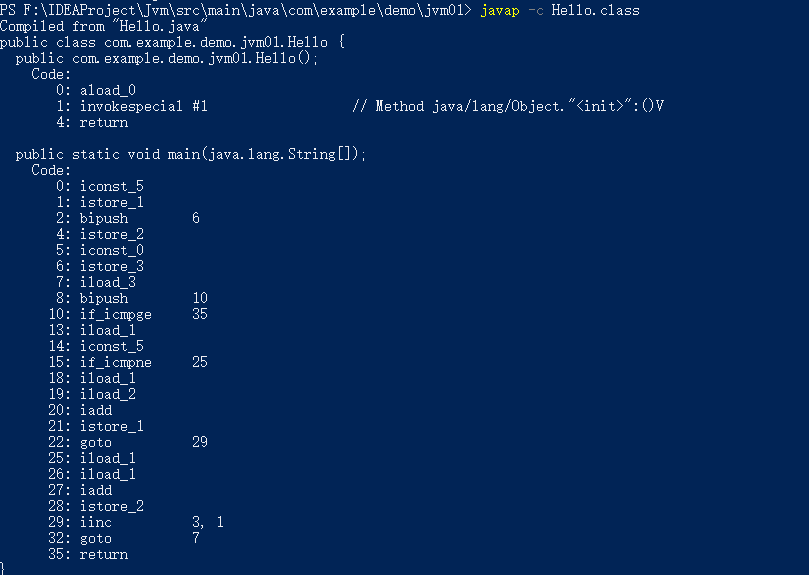 PS F:\IDEAProject\Jvm\src\main\java\com\example\demo\jvm01> javap -c Hello.class
Compiled from "Hello.java"
public class com.example.demo.jvm01.Hello {
  public com.example.demo.jvm01.Hello();
    Code:
       0: aload_0
       1: invokespecial #1                  // Method java/lang/Object."<init>":()V
       4: return

  public static void main(java.lang.String[]);
    Code:
       0: iconst_5
       1: istore_1
       2: bipush        6
       4: istore_2
       5: iconst_0
       6: istore_3
       7: iload_3
       8: bipush        10
      10: if_icmpge     35
      13: iload_1
      14: iconst_5
      15: if_icmpne     25
      18: iload_1
      19: iload_2
      20: iadd
      21: istore_1
      22: goto          29
      25: iload_1
      26: iload_1
      27: iadd
      28: istore_2
      29: iinc          3, 1
      32: goto          7
      35: return
}